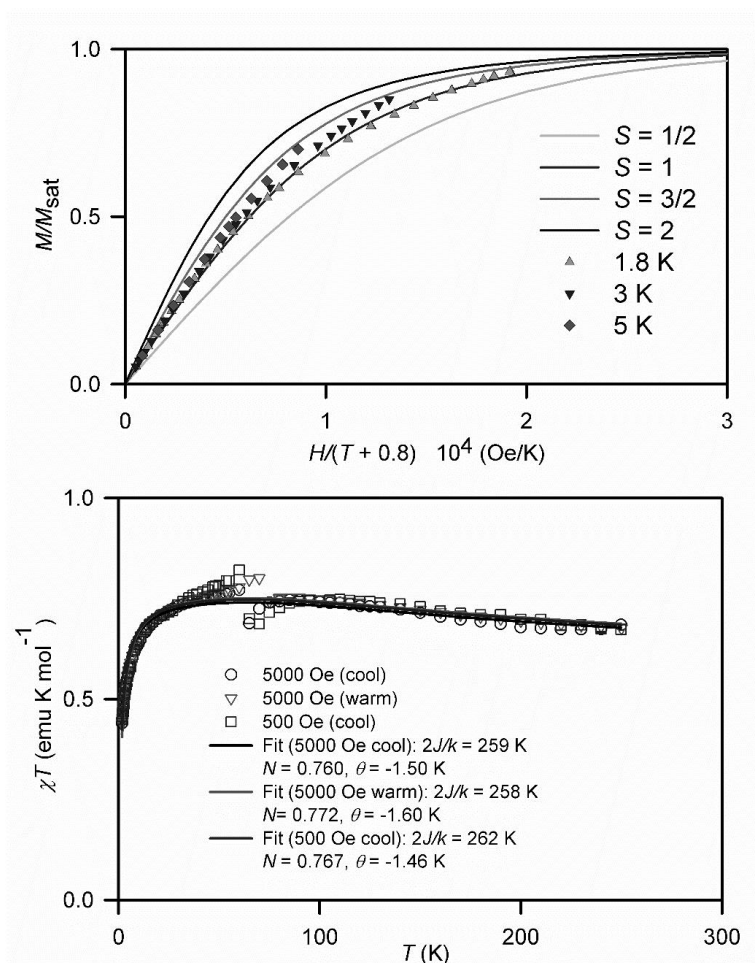 1.0
M/Msat
0.5
0.0
S = 1/2
S = 1
S = 3/2
S = 2
1.8 K
3 K
5 K
0 1 2 3
H/(T + 0.8) 10⁴ (Oe/K)
1.0
χT (emu K mol⁻¹)
0.5
0.0
5000 Oe (cool)
5000 Oe (warm)
500 Oe (cool)
Fit (5000 Oe cool): 2J/k = 259 K
N = 0.760, θ = -1.50 K
Fit (5000 Oe warm): 2J/k = 258 K
N= 0.772, θ = -1.60 K
Fit (500 Oe cool): 2J/k = 262 K
N = 0.767, θ = -1.46 K
0 100 200 300
T (K)